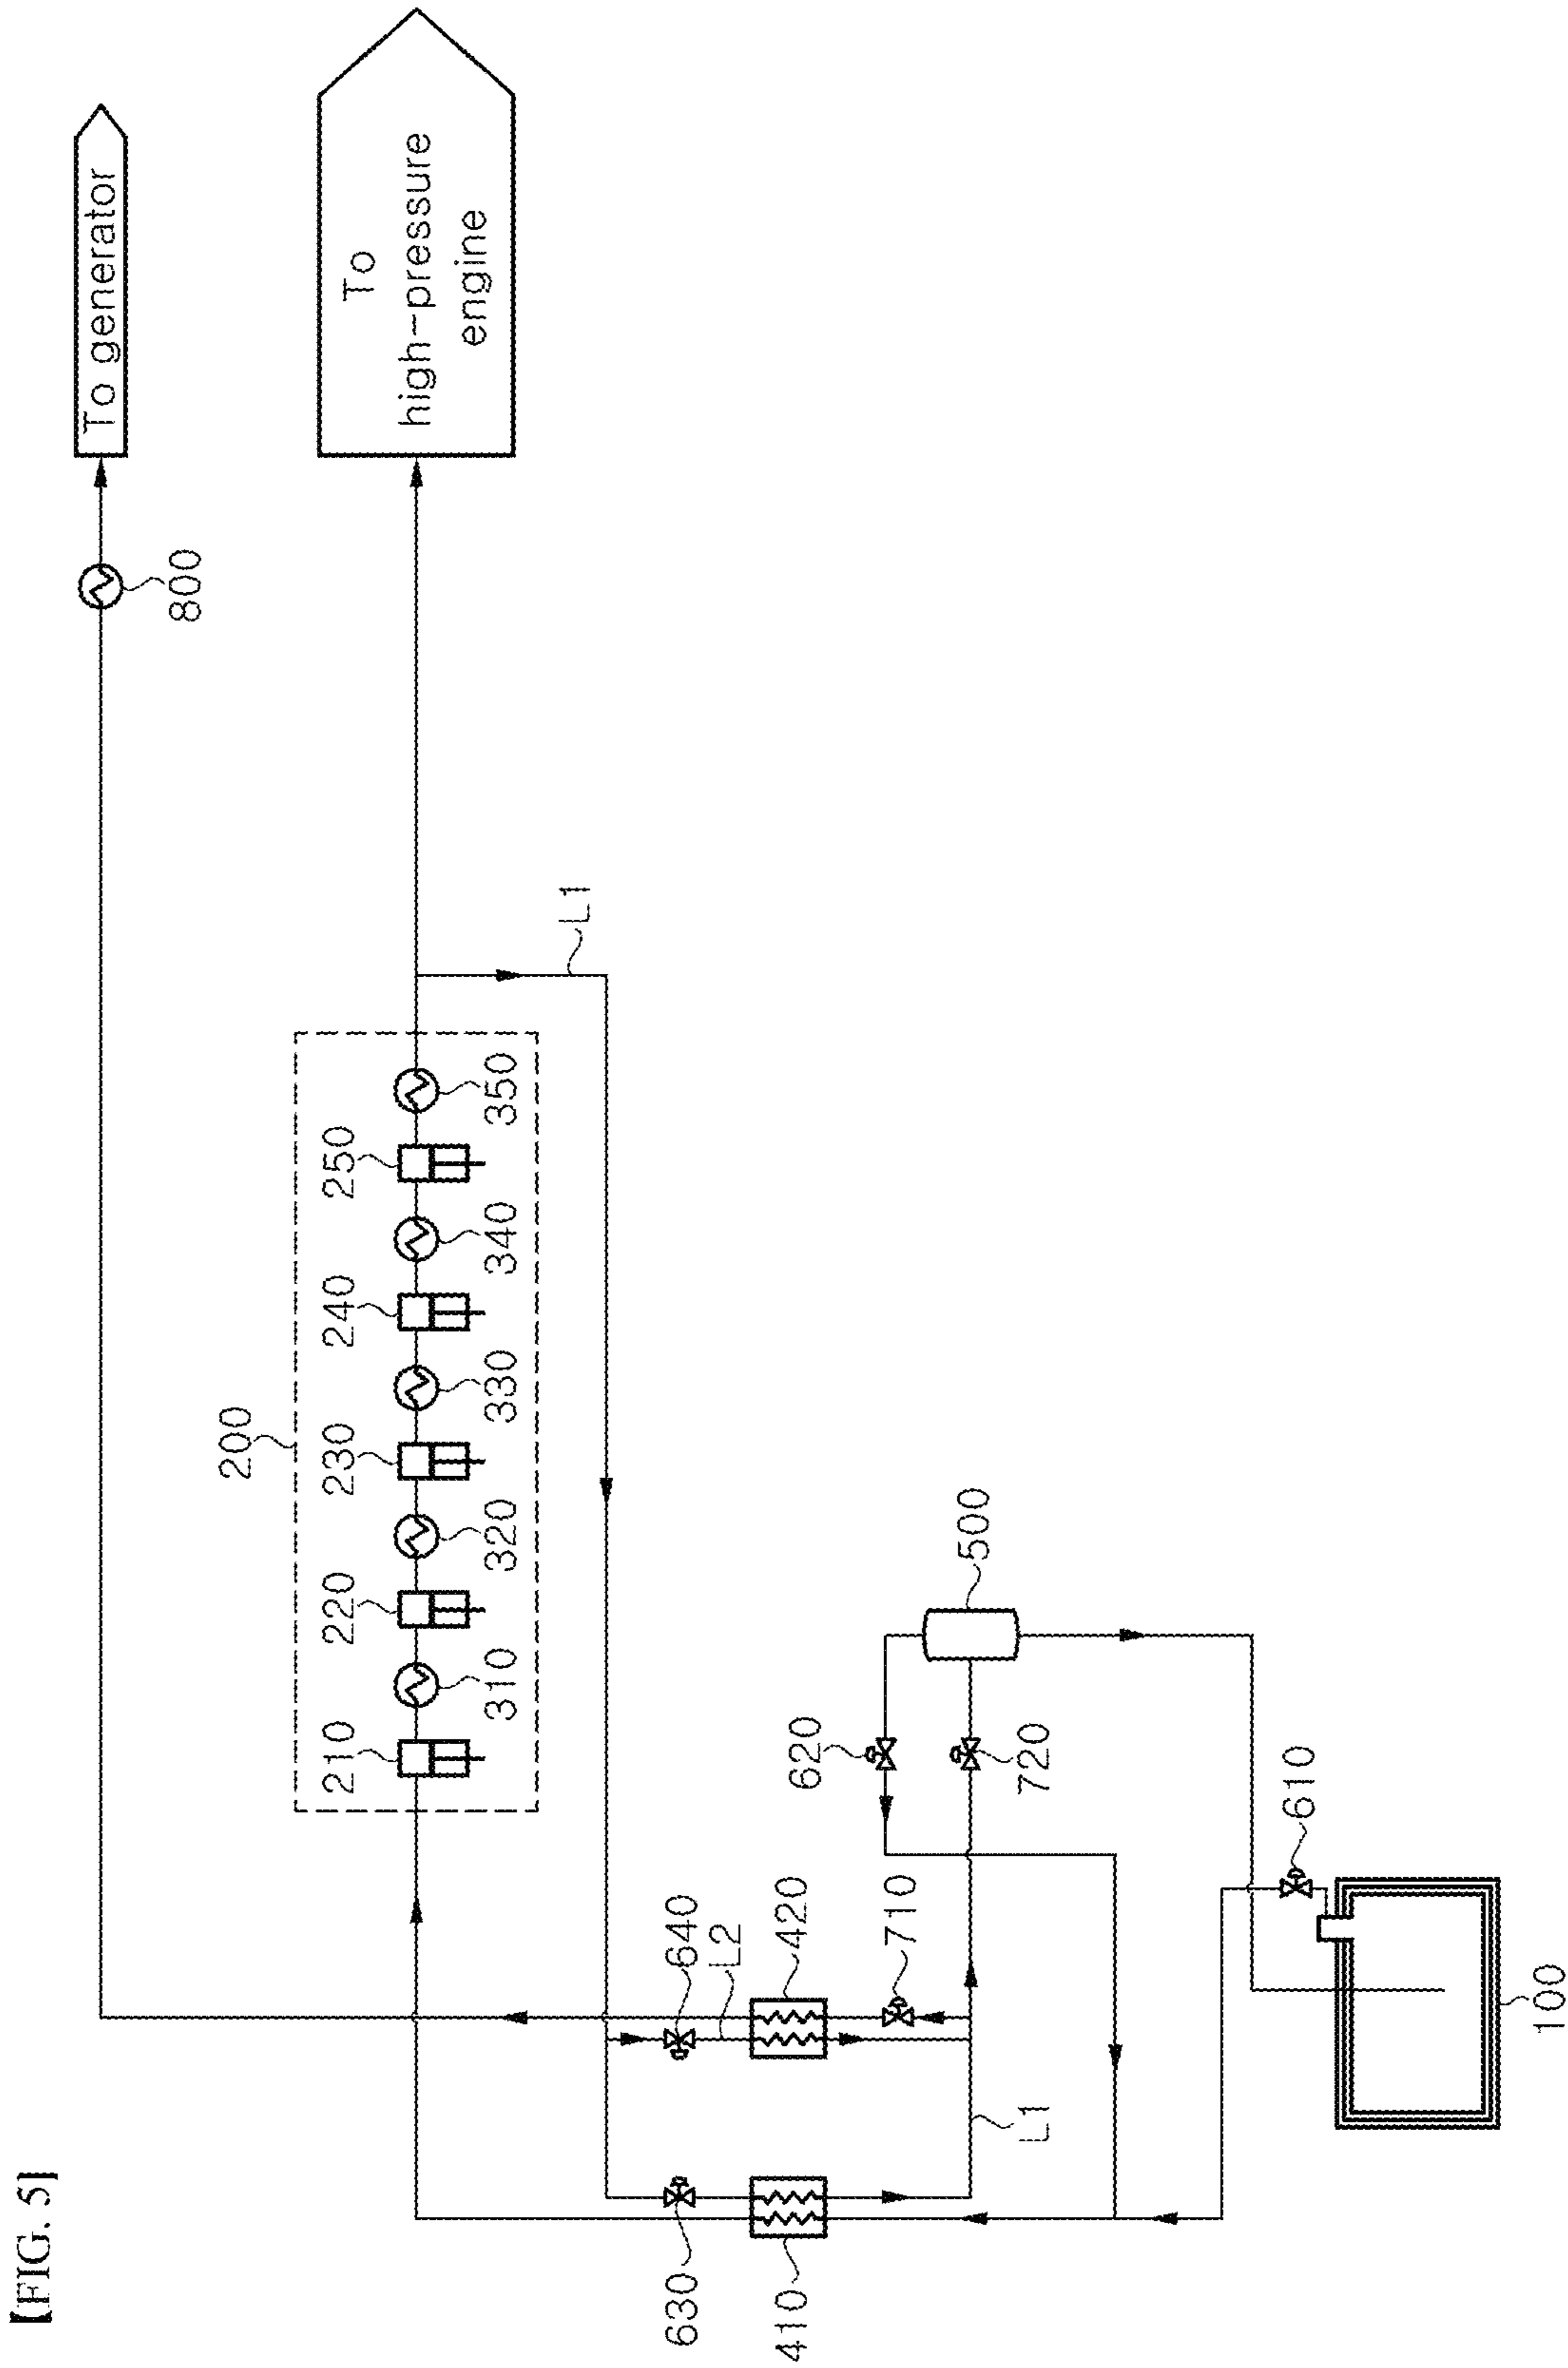 [FIG. 5]
To generator
800
To
high-pressure
engine
200
210
220
230
240
250
310
320
330
340
350
L1
630
640
L2
410
420
710
L1
620
720
500
610
100